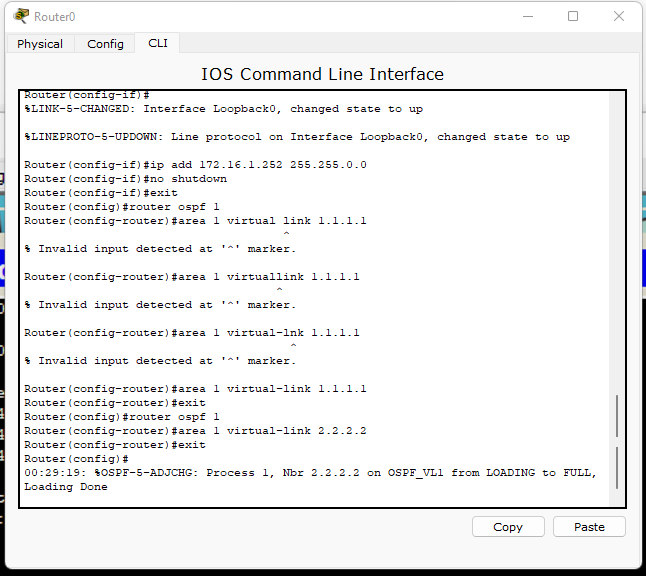 Router0
Physical Config CLI
IOS Command Line Interface
Router(config-if)#
%LINK-5-CHANGED: Interface Loopback0, changed state to up
%LINEPROTO-5-UPDOWN: Line protocol on Interface Loopback0, changed state to up
Router(config-if)#ip add 172.16.1.252 255.255.0.0
Router(config-if)#no shutdown
Router(config-if)#exit
Router(config)#router ospf 1
Router(config-router)#area 1 virtual link 1.1.1.1
^
% Invalid input detected at '^' marker.
Router(config-router)#area 1 virtuallink 1.1.1.1
^
% Invalid input detected at '^' marker.
Router(config-router)#area 1 virtual-lnk 1.1.1.1
^
% Invalid input detected at '^' marker.
Router(config-router)#area 1 virtual-link 1.1.1.1
Router(config-router)#exit
Router(config)#router ospf 1
Router(config-router)#area 1 virtual-link 2.2.2.2
Router(config-router)#exit
Router(config)#
00:29:19: %OSPF-5-ADJCHG: Process 1, Nbr 2.2.2.2 on OSPF_VL1 from LOADING to FULL,
Loading Done
Copy Paste